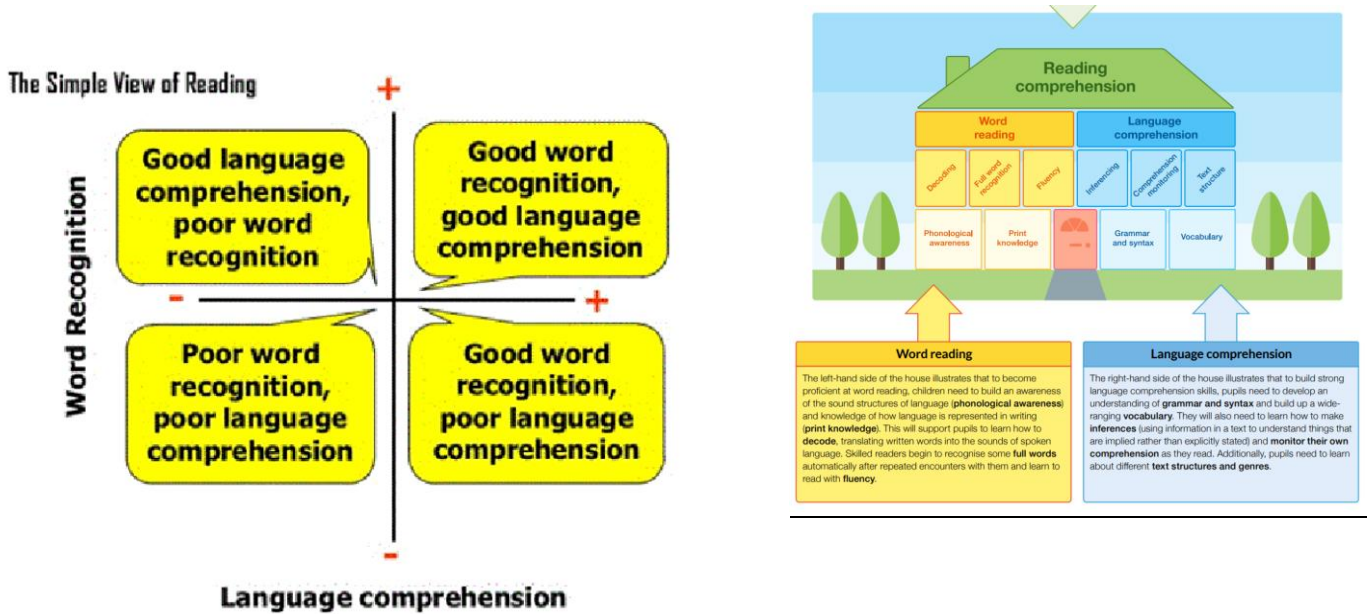 The Simple View of Reading
+
Word Recognition
Good language
comprehension,
poor word
recognition
Good word
recognition,
good language
comprehension
-
+
Poor word
recognition,
poor language
comprehension
Good word
recognition,
poor language
comprehension
-
Language comprehension
Reading
comprehension
Word
reading
Language
comprehension
Decoding
Full word
recognition
Fluency
Inferencing
Comprehension
monitoring
Text
structure
Phonological
awareness
Print
knowledge
Grammar
and syntax
Vocabulary
Word reading
The left-hand side of the house illustrates that to become
proficient at word reading, children need to build an awareness
of the sound structures of language (phonological awareness)
and knowledge of how language is represented in writing
(print knowledge). This will support pupils to learn how to
decode, translating written words into the sounds of spoken
language. Skilled readers begin to recognise some full words
automatically after repeated encounters with them and learn to
read with fluency.
Language comprehension
The right-hand side of the house illustrates that to build strong
language comprehension skills, pupils need to develop an
understanding of grammar and syntax and build up a wide-
ranging vocabulary. They will also need to learn how to make
inferences (using information in a text to understand things that
are implied rather than explicitly stated) and monitor their own
comprehension as they read. Additionally, pupils need to learn
about different text structures and genres.